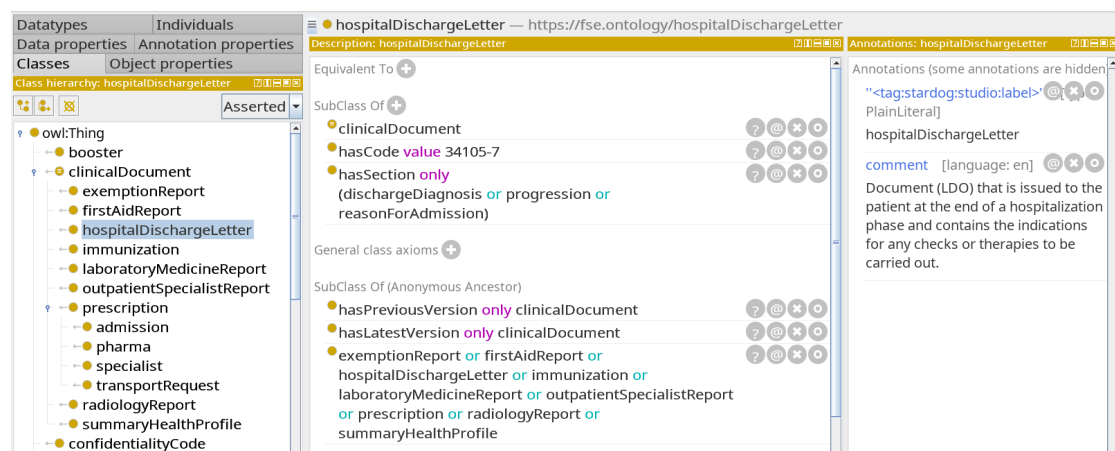 Datatypes Individuals
Data properties Annotation properties
Classes Object properties
Class hierarchy: hospitalDischargeLetter
Asserted
owl:Thing
booster
clinicalDocument
exemptionReport
firstAidReport
hospitalDischargeLetter
immunization
laboratoryMedicineReport
outpatientSpecialistReport
prescription
admission
pharma
specialist
transportRequest
radiologyReport
summaryHealthProfile
confidentialityCode
hospitalDischargeLetter — https://fse.ontology/hospitalDischargeLetter
Description: hospitalDischargeLetter
Equivalent To
SubClass Of
clinicalDocument
hasCode value 34105-7
hasSection only
(dischargeDiagnosis or progression or
reasonForAdmission)
General class axioms
SubClass Of (Anonymous Ancestor)
hasPreviousVersion only clinicalDocument
hasLatestVersion only clinicalDocument
exemptionReport or firstAidReport or
hospitalDischargeLetter or immunization or
laboratoryMedicineReport or outpatientSpecialistReport
or prescription or radiologyReport or
summaryHealthProfile
Annotations: hospitalDischargeLetter
Annotations (some annotations are hidden)
''<tag:stardog:studio:label>''
PlainLiteral]
hospitalDischargeLetter
comment [language: en]
Document (LDO) that is issued to the
patient at the end of a hospitalization
phase and contains the indications
for any checks or therapies to be
carried out.